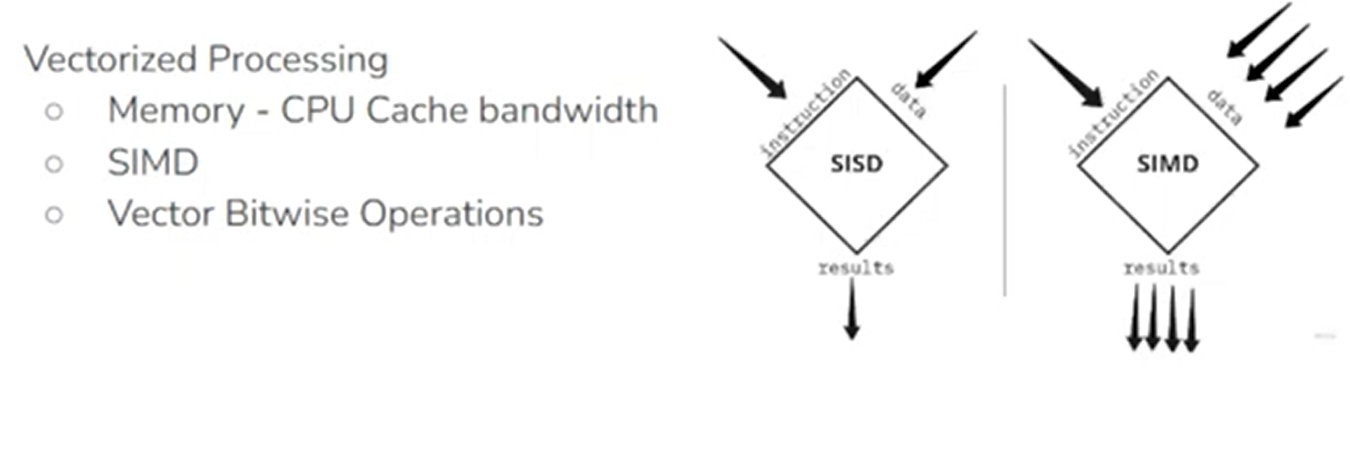 Vectorized Processing
○ Memory - CPU Cache bandwidth
○ SIMD
○ Vector Bitwise Operations
instruction
data
SISD
results
instruction
data
SIMD
results